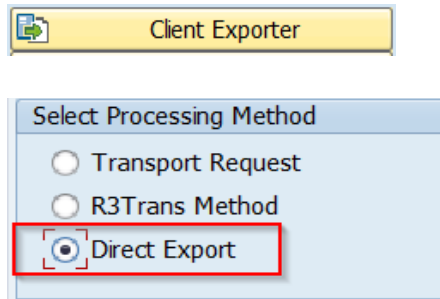 Client Exporter
Select Processing Method
Transport Request
R3Trans Method
Direct Export